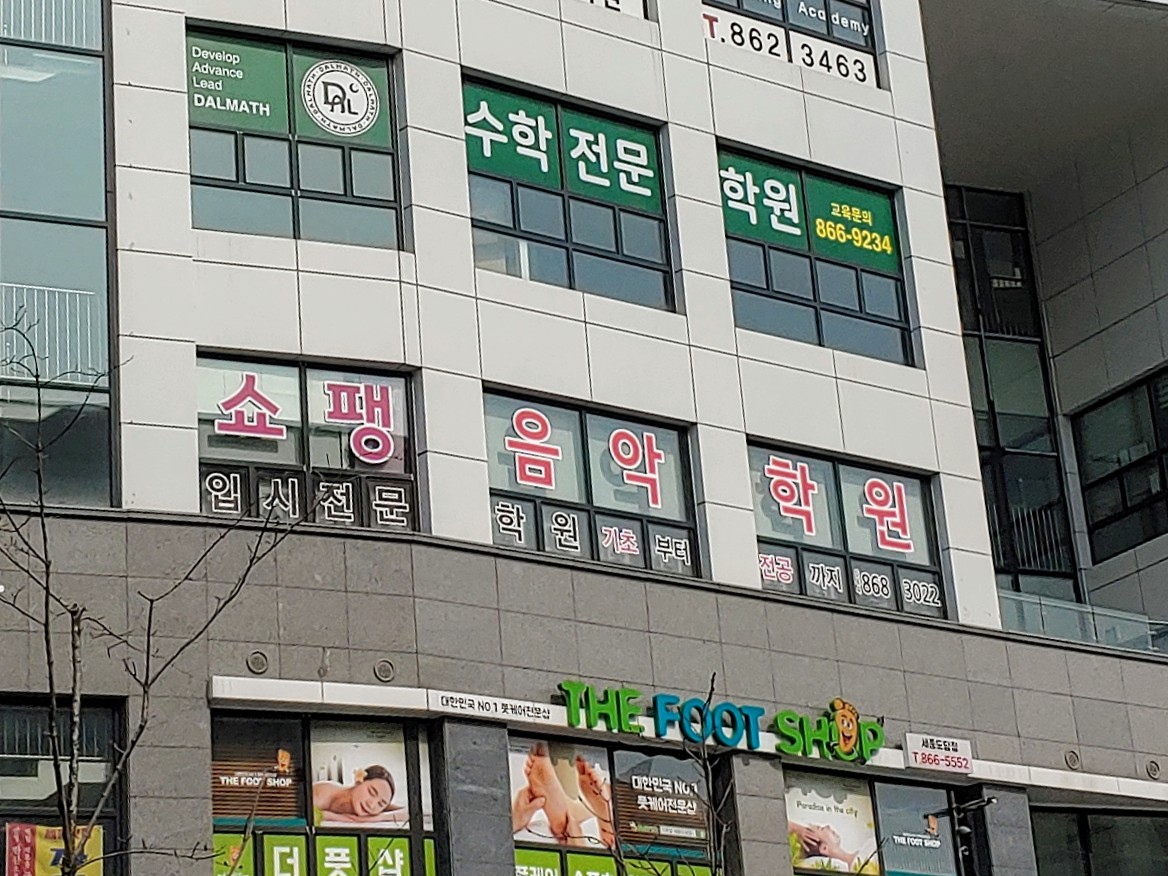 Academy
T.862 3463
Develop
Advance
Lead
DALMATH
DALMATH DALMATH DALMATH
DAL
수학 전문
학원
교육문의
866-9234
쇼팽 음악 학원
입시전문 학원 기초 부터 전공 까지 868 3022
대한민국 NO.1 풋케어전문샵
THE FOOT SHOP
세종도담점
T.866-5552
THE FOOT SHOP
대한민국 NO.1
풋케어전문샵
Paradise in the city
THE FOOT SHOP
더풋샵